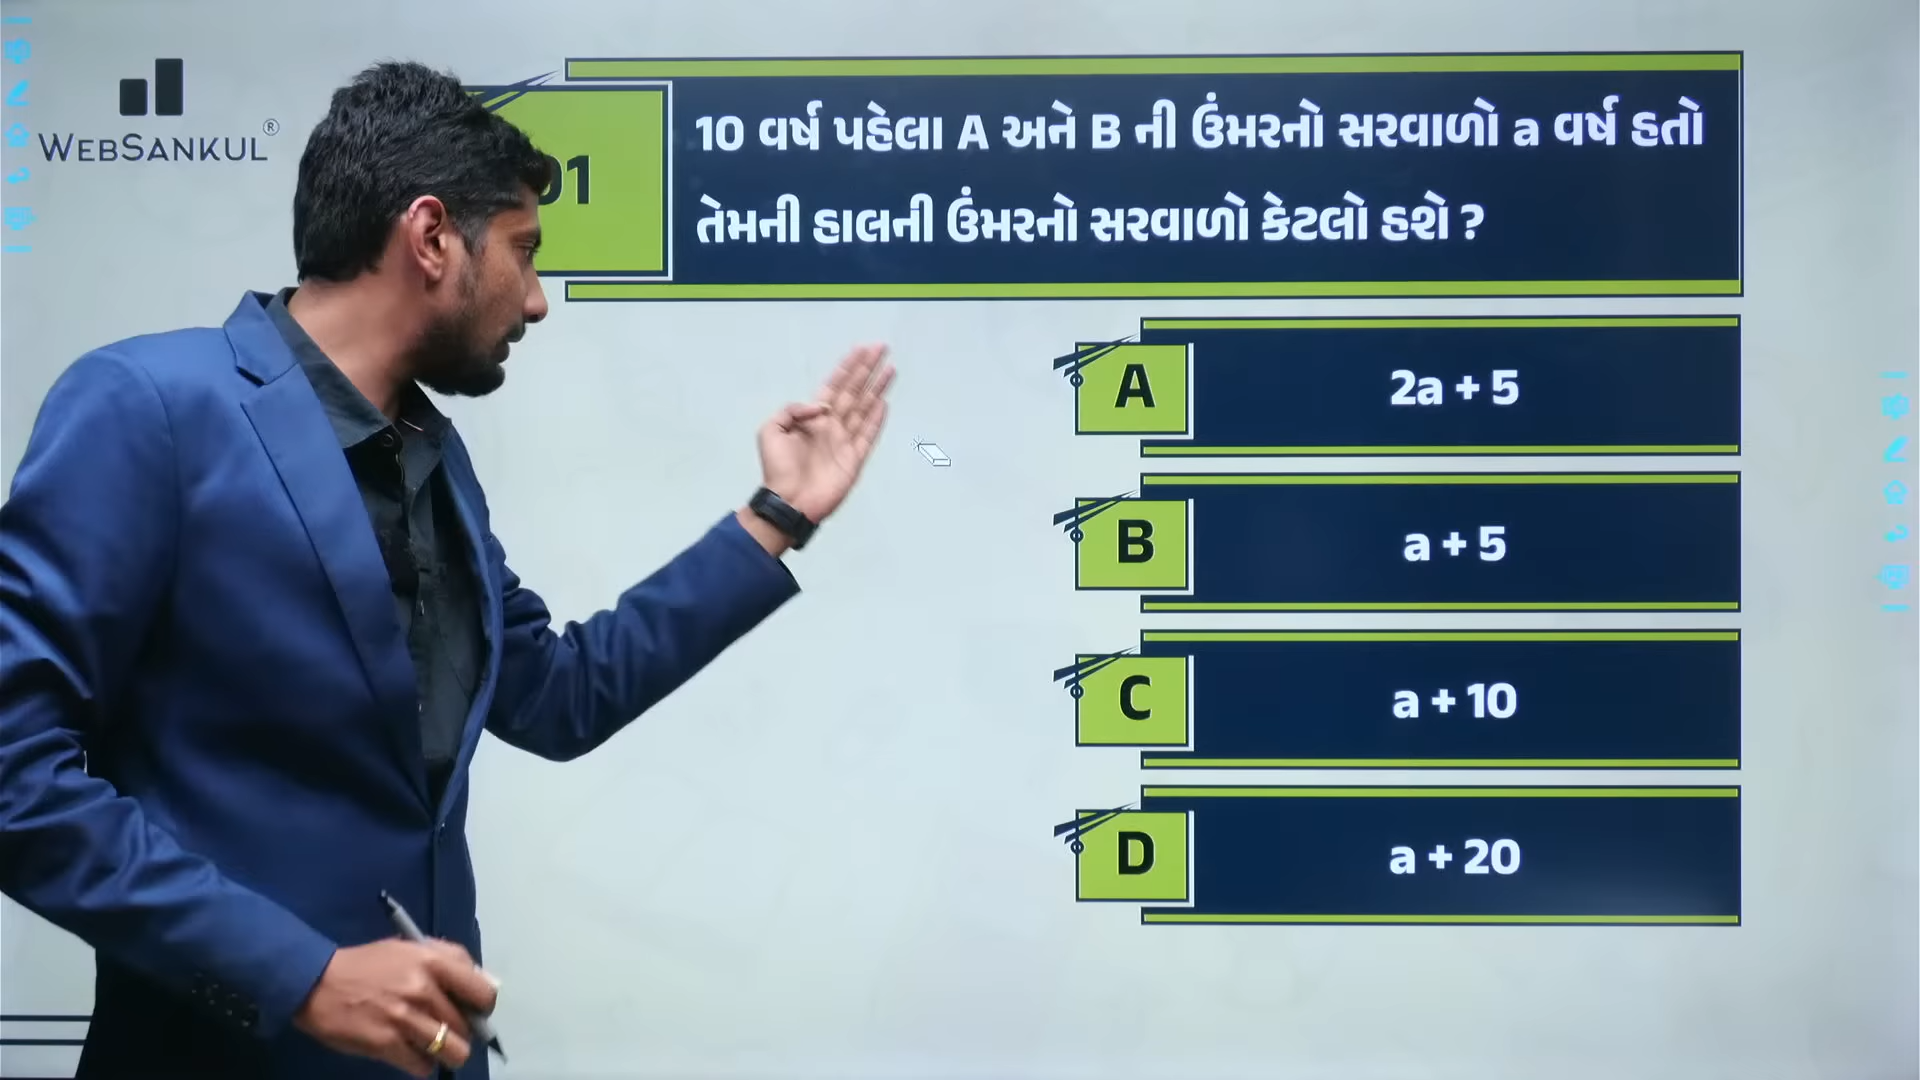 WEBSANKUL®
01
10 વર્ષ પહેલા A અને B ની ઉંમરનો સરવાળો a વર્ષ હતો
તેમની હાલની ઉંમરનો સરવાળો કેટલો હશે ?
A
2a + 5
B
a + 5
C
a + 10
D
a + 20